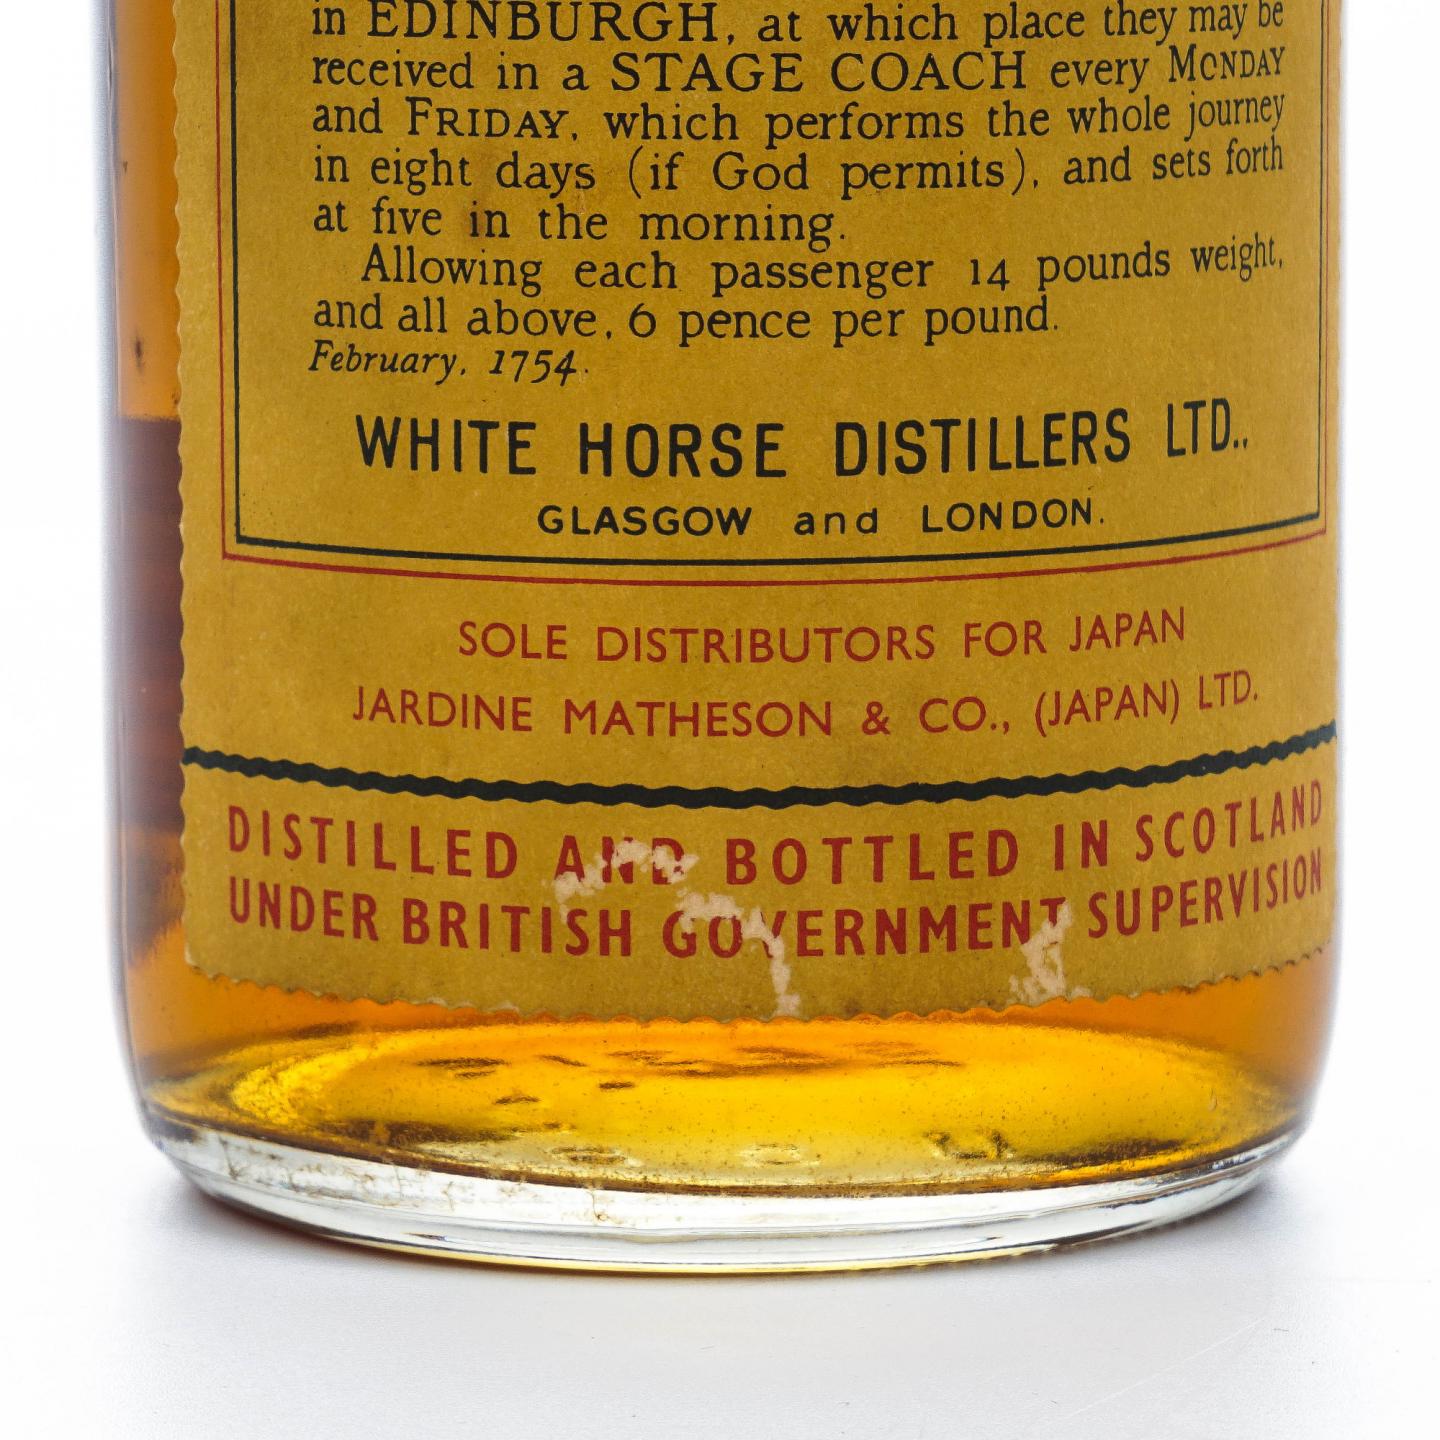 in EDINBURGH, at which place they may be
received in a STAGE COACH every MONDAY
and FRIDAY, which performs the whole journey
in eight days (if God permits), and sets forth
at five in the morning.
Allowing each passenger 14 pounds weight,
and all above, 6 pence per pound.
February, 1754.
WHITE HORSE DISTILLERS LTD.,
GLASGOW and LONDON.
SOLE DISTRIBUTORS FOR JAPAN
JARDINE MATHESON & CO., (JAPAN) LTD.
DISTILLED AND BOTTLED IN SCOTLAND
UNDER BRITISH GOVERNMENT SUPERVISION